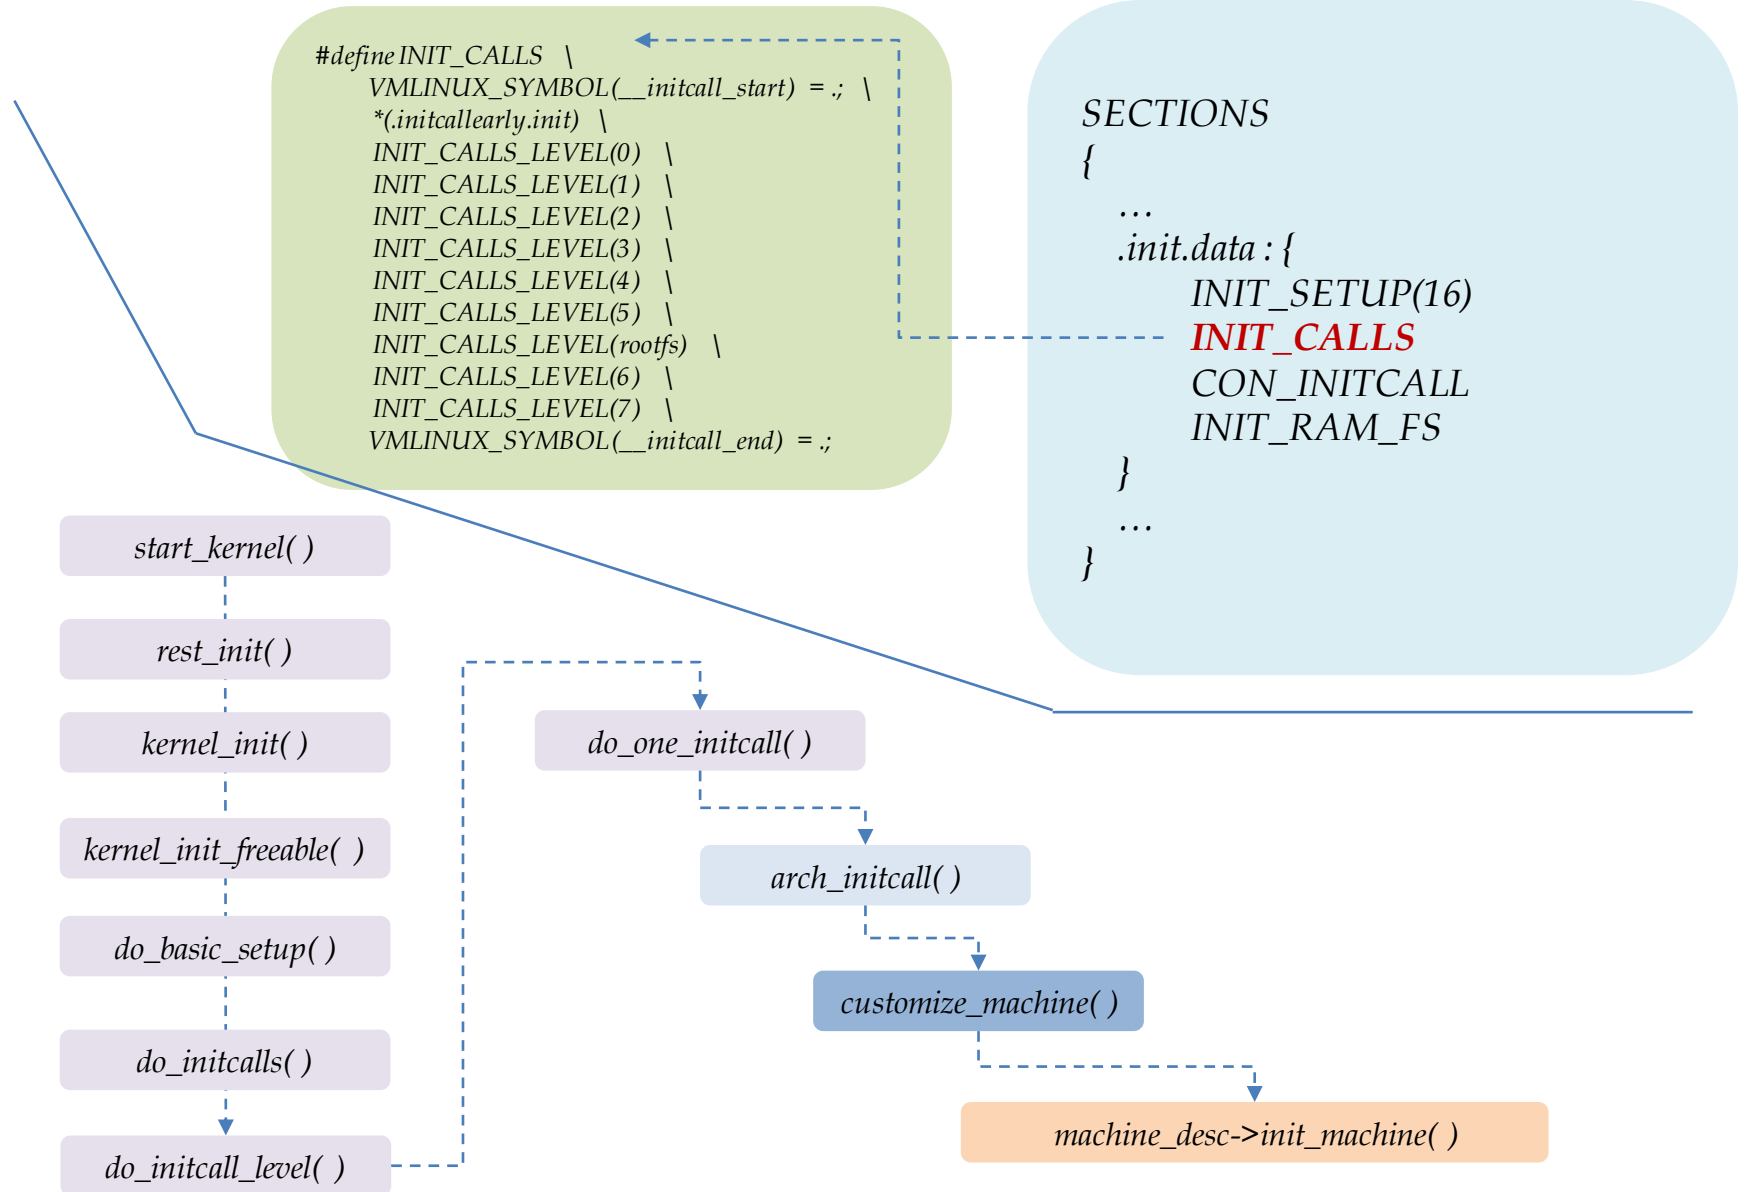 #define INIT_CALLS \
VMLINUX_SYMBOL(__initcall_start) = .; \
*(.initcallearly.init) \
INIT_CALLS_LEVEL(0) \
INIT_CALLS_LEVEL(1) \
INIT_CALLS_LEVEL(2) \
INIT_CALLS_LEVEL(3) \
INIT_CALLS_LEVEL(4) \
INIT_CALLS_LEVEL(5) \
INIT_CALLS_LEVEL(rootfs) \
INIT_CALLS_LEVEL(6) \
INIT_CALLS_LEVEL(7) \
VMLINUX_SYMBOL(__initcall_end) = .;
SECTIONS
{
…
.init.data : {
INIT_SETUP(16)
INIT_CALLS
CON_INITCALL
INIT_RAM_FS
}
…
}
start_kernel( )
rest_init( )
kernel_init( )
kernel_init_freeable( )
do_basic_setup( )
do_initcalls( )
do_initcall_level( )
do_one_initcall( )
arch_initcall( )
customize_machine( )
machine_desc->init_machine( )